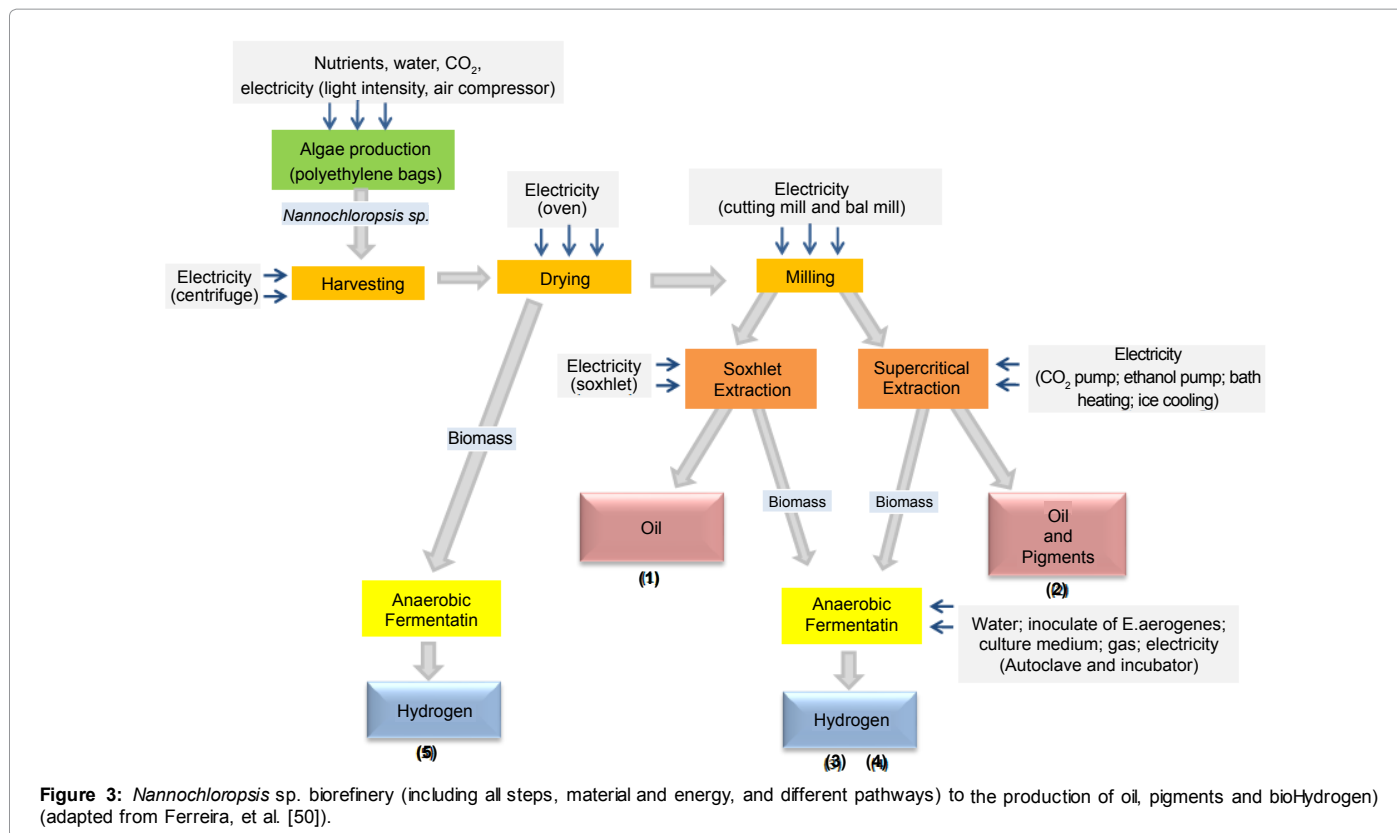 Nutrients, water, CO₂,
electricity (light intensity, air compressor)
Algae production
(polyethylene bags)
Nannochloropsis sp.
Electricity
(oven)
Electricity
(cutting mill and bal mill)
Electricity
(centrifuge)
Harvesting
Drying
Milling
Electricity
(soxhlet)
Soxhlet
Extraction
Supercritical
Extraction
Electricity
(CO₂ pump; ethanol pump; bath
heating; ice cooling)
Biomass
Biomass
Biomass
Oil
(1)
Oil
and
Pigments
(2)
Anaerobic
Fermentatin
Anaerobic
Fermentatin
Water; inoculate of E.aerogenes;
culture medium; gas; electricity
(Autoclave and incubator)
Hydrogen
(5)
Hydrogen
(3) (4)
Figure 3: Nannochloropsis sp. biorefinery (including all steps, material and energy, and different pathways) to the production of oil, pigments and bioHydrogen)
(adapted from Ferreira, et al. [50]).